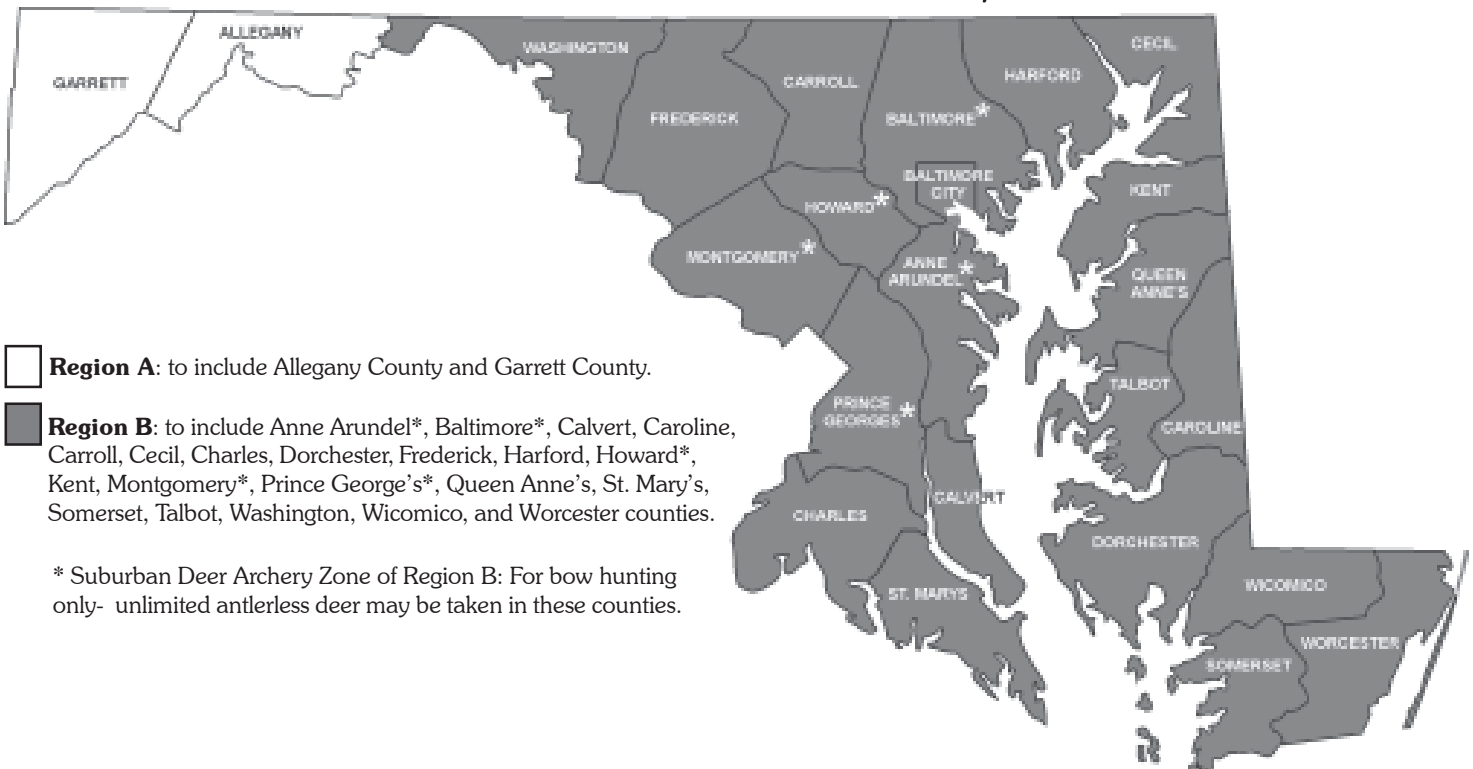 ALLEGANY
GARRETT
WASHINGTON
FREDERICK
CARROLL
BALTIMORE*
HARFORD
CECIL
BALTIMORE
CITY
HOWARD*
KENT
MONTGOMERY*
ANNE
ARUNDEL*
QUEEN
ANNE'S
TALBOT
CAROLINE
PRINCE
GEORGES*
CALVERT
CHARLES
DORCHESTER
ST. MARYS
WICOMICO
WORCESTER
SOMERSET
Region A: to include Allegany County and Garrett County.
Region B: to include Anne Arundel*, Baltimore*, Calvert, Caroline,
Carroll, Cecil, Charles, Dorchester, Frederick, Harford, Howard*,
Kent, Montgomery*, Prince George's*, Queen Anne's, St. Mary's,
Somerset, Talbot, Washington, Wicomico, and Worcester counties.
* Suburban Deer Archery Zone of Region B: For bow hunting
only- unlimited antlerless deer may be taken in these counties.